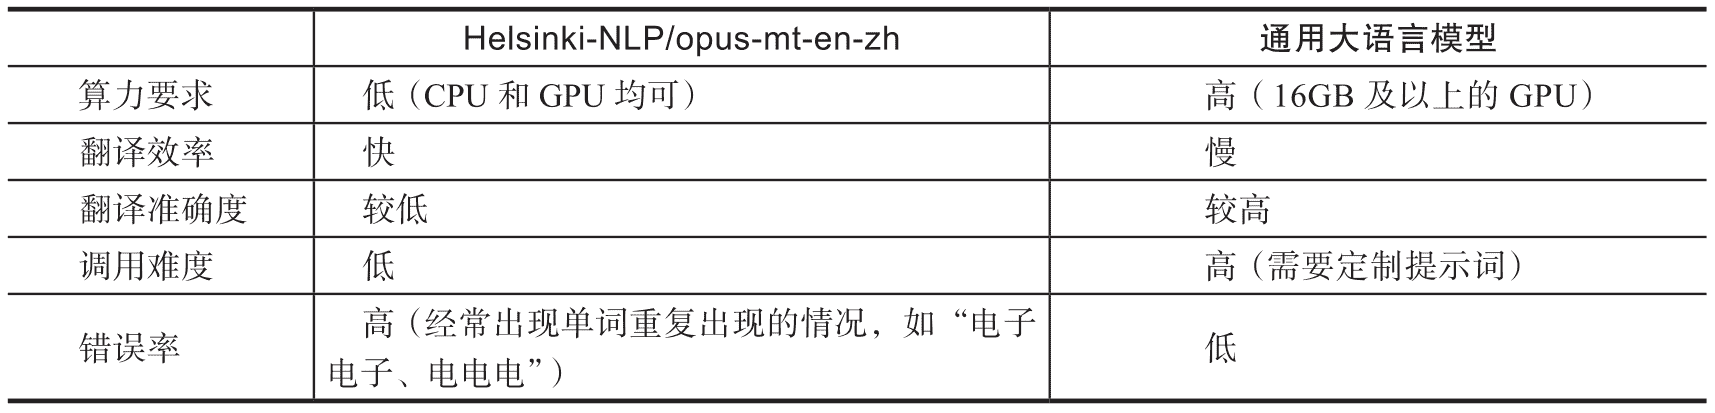 Helsinki-NLP/opus-mt-en-zh 通用大语言模型
算力要求 低（CPU 和 GPU 均可） 高（16GB 及以上的 GPU）
翻译效率 快 慢
翻译准确度 较低 较高
调用难度 低 高（需要定制提示词）
错误率 高（经常出现单词重复出现的情况，如“电子 低
电子、电电电”）